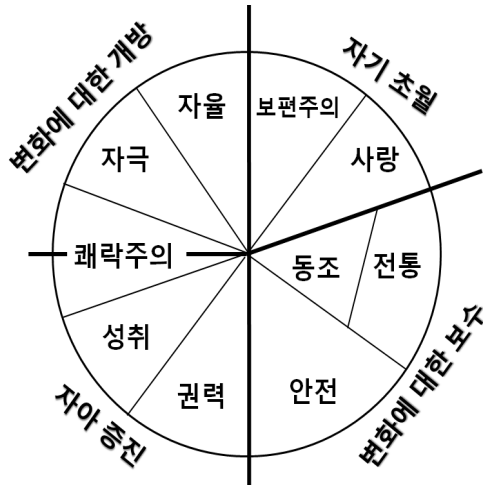 변화에 대한 개방
자기 초월
자율
보편주의
자극
사랑
쾌락주의
동조
전통
성취
권력
안전
자아 증진
변화에 대한 보수